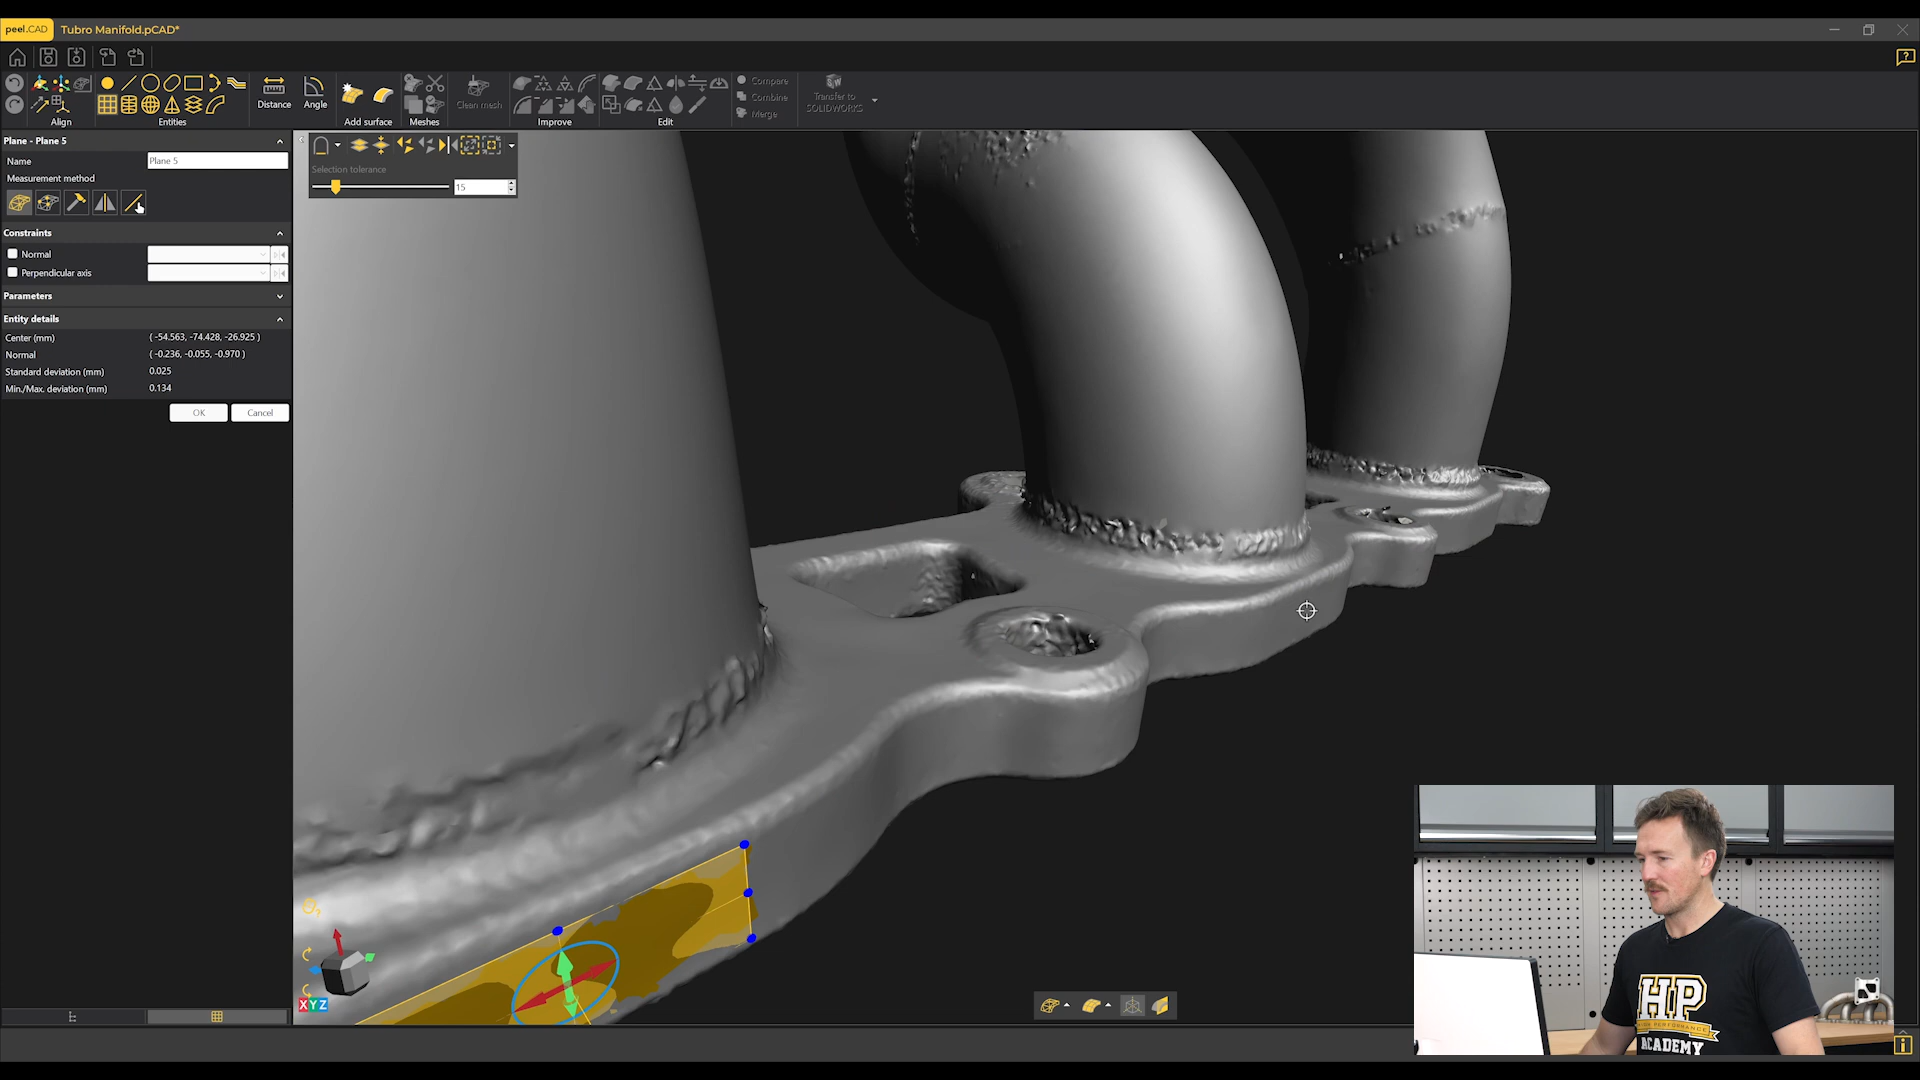 peel.CAD Tubro Manifold.pCAD*
Align
Entities
Distance
Angle
Add surface
Meshes
Clean mesh
Improve
Edit
Compare
Combine
Merge
Transfer to
SOLIDWORKS
Plane - Plane 5
Name Plane 5
Measurement method
Constraints
Normal
Perpendicular axis
Parameters
Entity details
Center (mm) ( -54.563, -74.428, -26.925 )
Normal ( -0.236, -0.055, -0.970 )
Standard deviation (mm) 0.025
Min./Max. deviation (mm) 0.134
OK Cancel
Selection tolerance
15
XYZ
HP
HIGH PERFORMANCE
ACADEMY